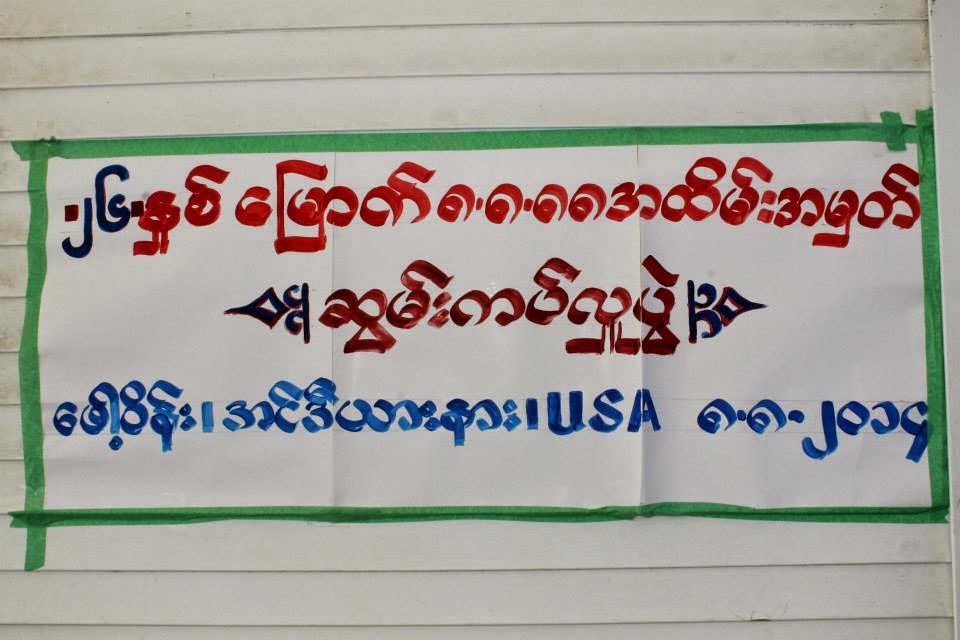 -၂၆-နှစ် မြောက် ၈.၈.၈၈အထိမ်းအမှတ်
ဆွမ်းကပ်လှူပွဲ
ဖေါ့ဝိန်း၊ အင်ဒီယားနား၊ USA ၈.၈.၂၀၁၄